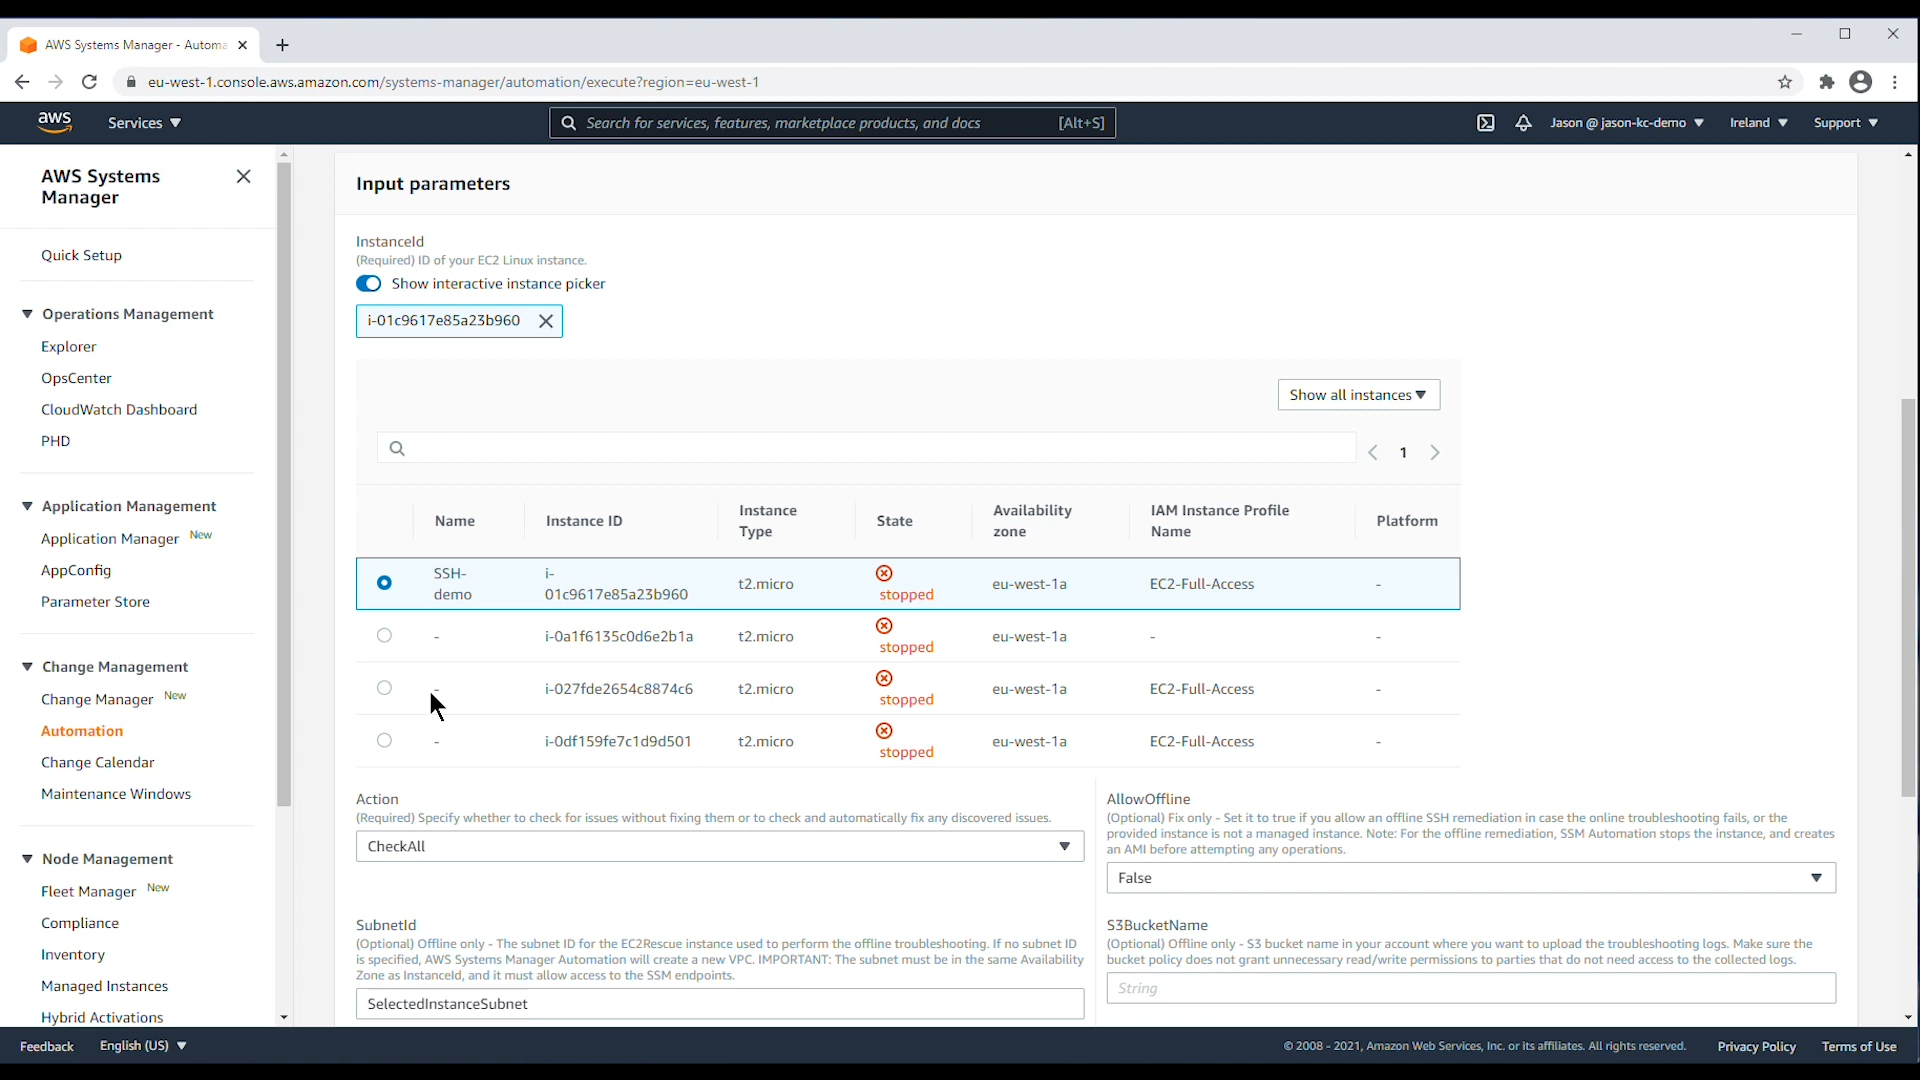 AWS Systems Manager - Automa
eu-west-1.console.aws.amazon.com/systems-manager/automation/execute?region=eu-west-1
aws
Services ▼
Search for services, features, marketplace products, and docs [Alt+S]
Jason @ jason-kc-demo ▼
Ireland ▼
Support ▼
AWS Systems
Manager
Quick Setup
Operations Management
Explorer
OpsCenter
CloudWatch Dashboard
PHD
Application Management
Application Manager New
AppConfig
Parameter Store
Change Management
Change Manager New
Automation
Change Calendar
Maintenance Windows
Node Management
Fleet Manager New
Compliance
Inventory
Managed Instances
Hybrid Activations
Input parameters
InstanceId
(Required) ID of your EC2 Linux instance.
Show interactive instance picker
i-01c9617e85a23b960
Show all instances ▼
1
Name
Instance ID
Instance
Type
State
Availability
zone
IAM Instance Profile
Name
Platform
SSH-
demo
i-
01c9617e85a23b960
t2.micro
stopped
eu-west-1a
EC2-Full-Access
-
-
i-0a1f6135c0d6e2b1a
t2.micro
stopped
eu-west-1a
-
-
-
i-027fde2654c8874c6
t2.micro
stopped
eu-west-1a
EC2-Full-Access
-
-
i-0df159fe7c1d9d501
t2.micro
stopped
eu-west-1a
EC2-Full-Access
-
Action
(Required) Specify whether to check for issues without fixing them or to check and automatically fix any discovered issues.
CheckAll
AllowOffline
(Optional) Fix only - Set it to true if you allow an offline SSH remediation in case the online troubleshooting fails, or the
provided instance is not a managed instance. Note: For the offline remediation, SSM Automation stops the instance, and creates
an AMI before attempting any operations.
False
SubnetId
(Optional) Offline only - The subnet ID for the EC2Rescue instance used to perform the offline troubleshooting. If no subnet ID
is specified, AWS Systems Manager Automation will create a new VPC. IMPORTANT: The subnet must be in the same Availability
Zone as InstanceId, and it must allow access to the SSM endpoints.
SelectedInstanceSubnet
S3BucketName
(Optional) Offline only - S3 bucket name in your account where you want to upload the troubleshooting logs. Make sure the
bucket policy does not grant unnecessary read/write permissions to parties that do not need access to the collected logs.
String
Feedback
English (US) ▼
© 2008 - 2021, Amazon Web Services, Inc. or its affiliates. All rights reserved.
Privacy Policy
Terms of Use